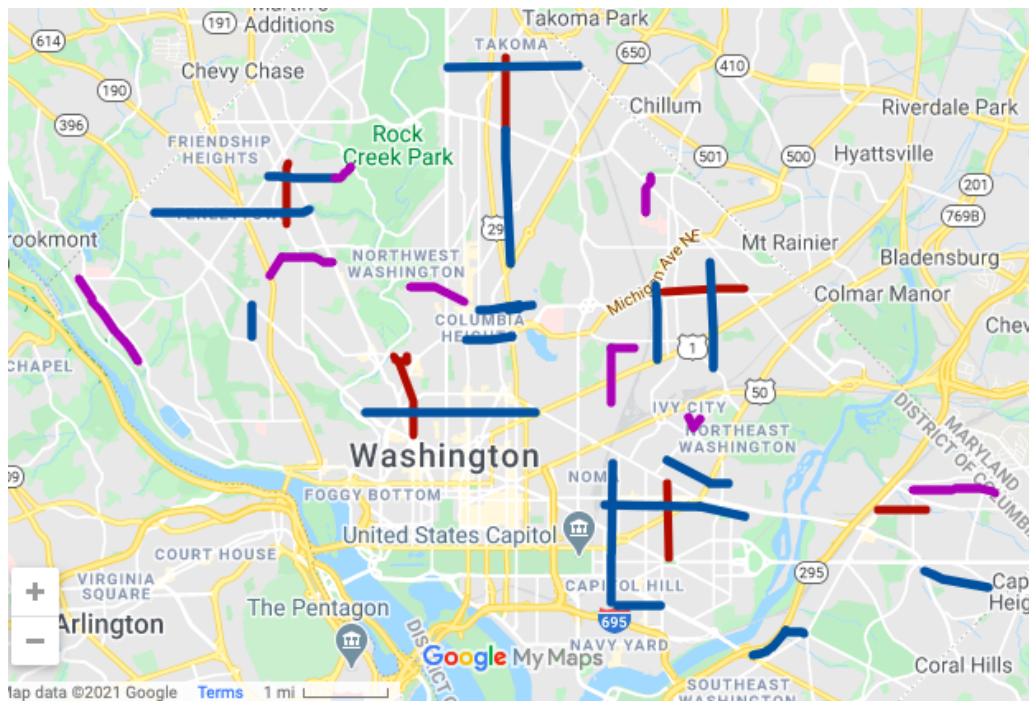 Martin's
Additions
191
614
Takoma Park
TAKOMA
650
410
Chevy Chase
190
Chillum
Riverdale Park
396
FRIENDSHIP
HEIGHTS
Rock
Creek Park
501
500
Hyattsville
201
769B
29
rookmont
NORTHWEST
WASHINGTON
Michigan Ave NE
Mt Rainier
Bladensburg
Colmar Manor
COLUMBIA
Chev
CHAPEL
1
50
IVY CITY
NORTHEAST
WASHINGTON
MARYLAND
DISTRICT OF COLUMB
Washington
09
NOMA
FOGGY BOTTOM
United States Capitol
COURT HOUSE
VIRGINIA
SQUARE
295
CAPITOL HILL
Cap
Heig
+
The Pentagon
Arlington
695
−
NAVY YARD
Google My Maps
DISTRICT
Coral Hills
SOUTHEAST
WASHINGTON
Map data ©2021 Google
Terms
1 mi